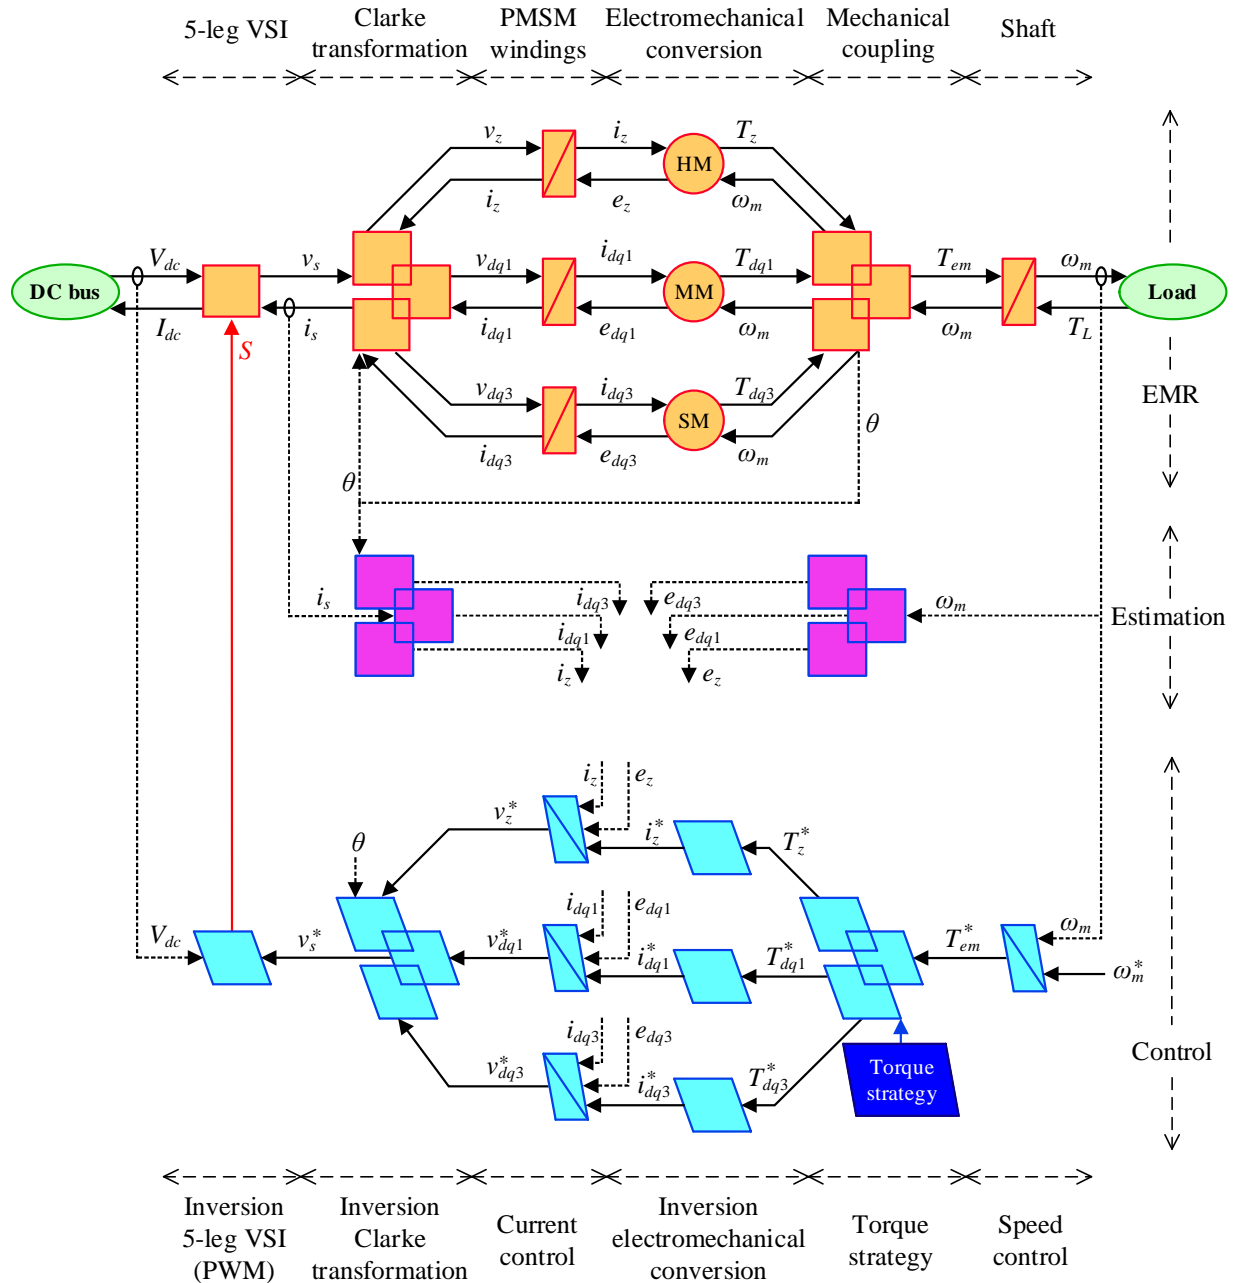 5-leg VSI
Clarke
transformation
PMSM
windings
Electromechanical
conversion
Mechanical
coupling
Shaft
v_z
i_z
T_z
HM
i_z
e_z
ω_m
V_dc
v_s
v_dq1
i_dq1
T_dq1
T_em
ω_m
DC bus
MM
Load
I_dc
i_s
i_dq1
e_dq1
ω_m
ω_m
T_L
S
v_dq3
i_dq3
T_dq3
EMR
SM
θ
i_dq3
e_dq3
ω_m
θ
i_s
i_dq3
e_dq3
ω_m
Estimation
i_dq1
e_dq1
i_z
e_z
i_z
e_z
v_z^*
i_z^*
T_z^*
θ
i_dq1
e_dq1
V_dc
v_s^*
v_dq1^*
i_dq1^*
T_dq1^*
T_em^*
ω_m
ω_m^*
i_dq3
e_dq3
Control
v_dq3^*
i_dq3^*
T_dq3^*
Torque
strategy
Inversion
5-leg VSI
(PWM)
Inversion
Clarke
transformation
Current
control
Inversion
electromechanical
conversion
Torque
strategy
Speed
control